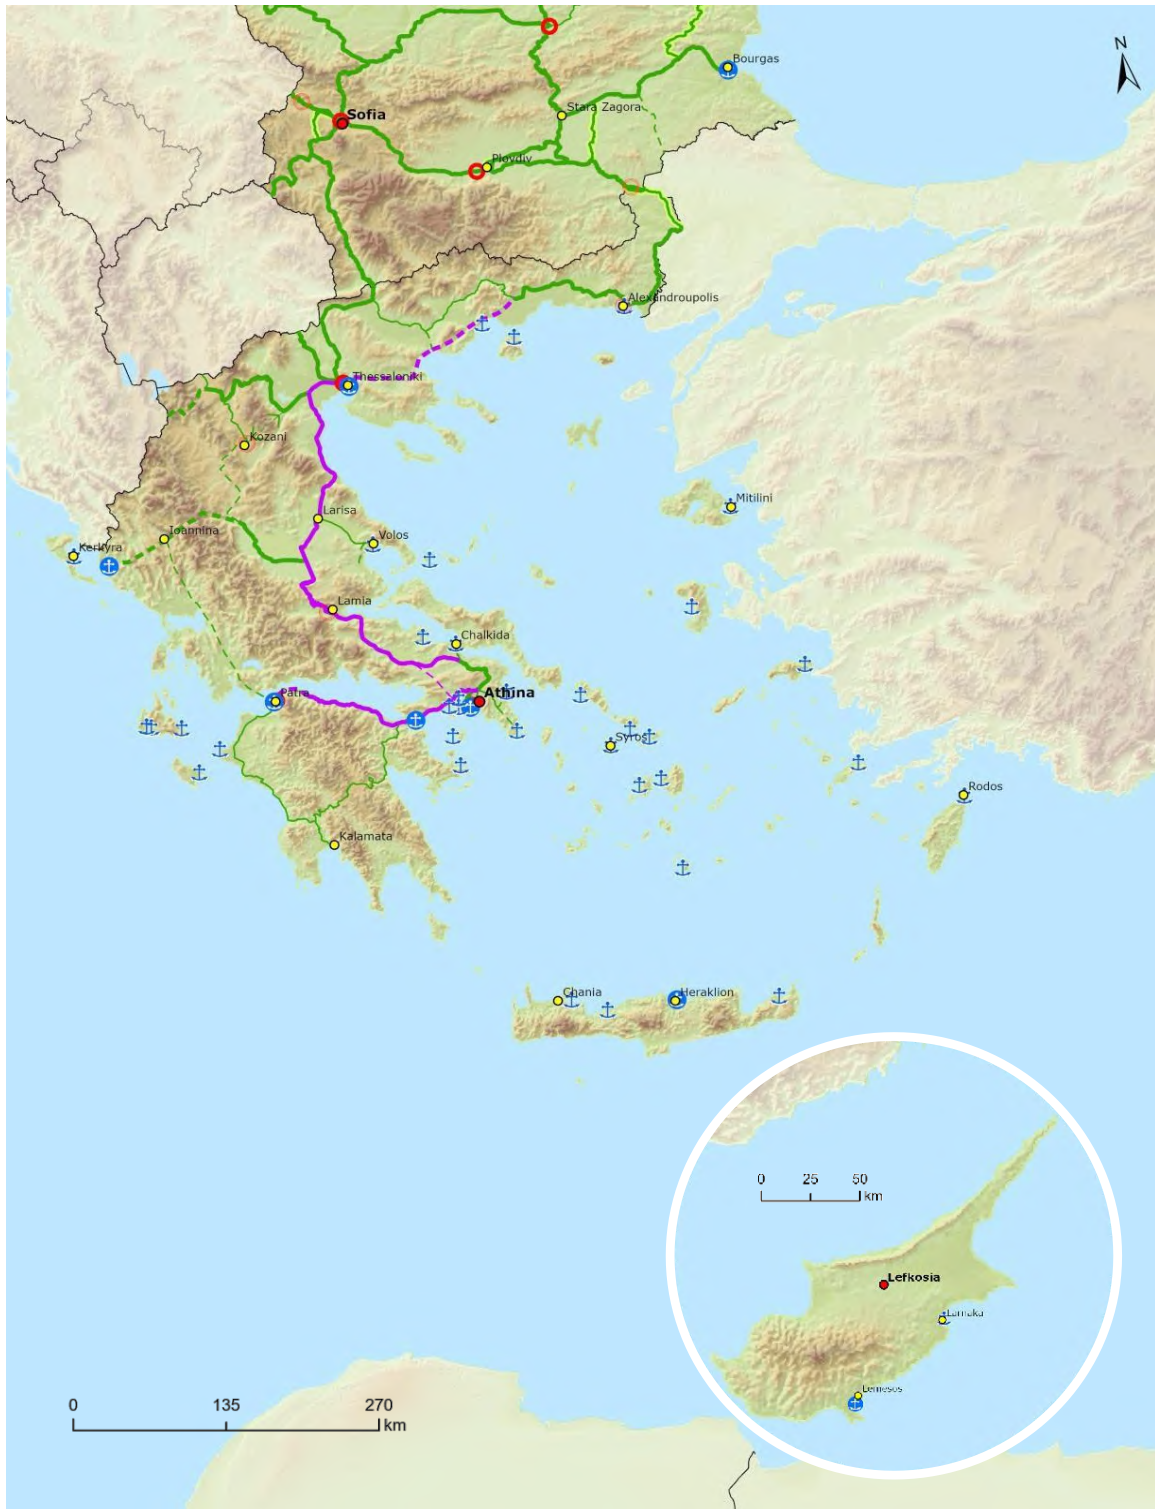 N
Bourgas
Stara Zagora
Sofia
Plovdiv
Alexandroupolis
Thessaloniki
Kozani
Mitilini
Larisa
Ioannina
Volos
Kerkyra
Lamia
Chalkida
Patra
Athina
Syros
Rodos
Kalamata
Chania
Heraklion
0 25 50
km
Lefkosia
Larnaka
Lemesos
0 135 270
km